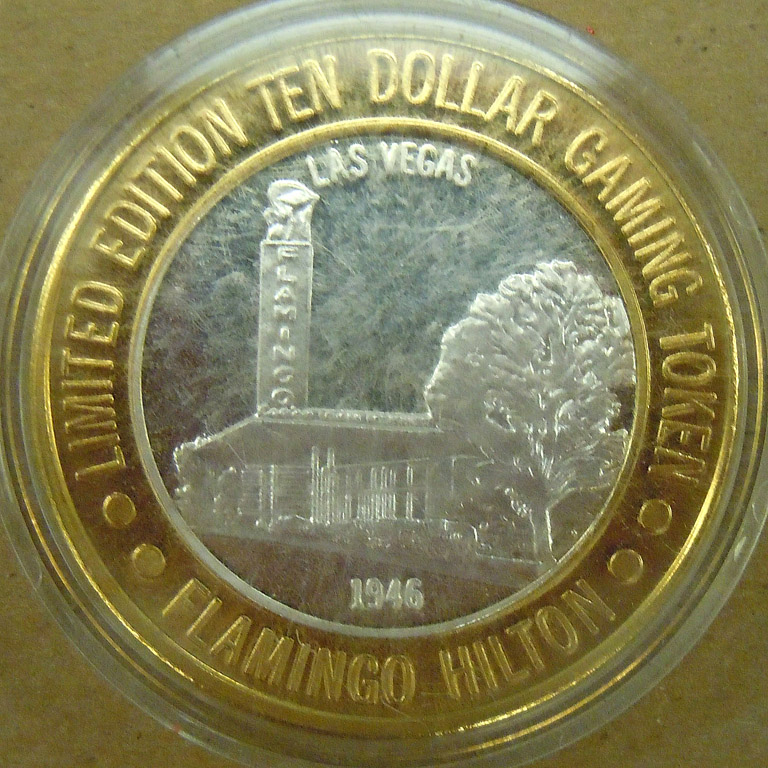 LIMITED EDITION TEN DOLLAR GAMING TOKEN
LAS VEGAS
FLAMINGO
1946
FLAMINGO HILTON